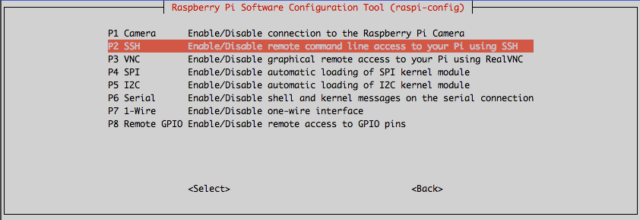 Raspberry Pi Software Configuration Tool (raspi-config)
P1 Camera Enable/Disable connection to the Raspberry Pi Camera
P2 SSH Enable/Disable remote command line access to your Pi using SSH
P3 VNC Enable/Disable graphical remote access to your Pi using RealVNC
P4 SPI Enable/Disable automatic loading of SPI kernel module
P5 I2C Enable/Disable automatic loading of I2C kernel module
P6 Serial Enable/Disable shell and kernel messages on the serial connection
P7 1-Wire Enable/Disable one-wire interface
P8 Remote GPIO Enable/Disable remote access to GPIO pins
<Select> <Back>